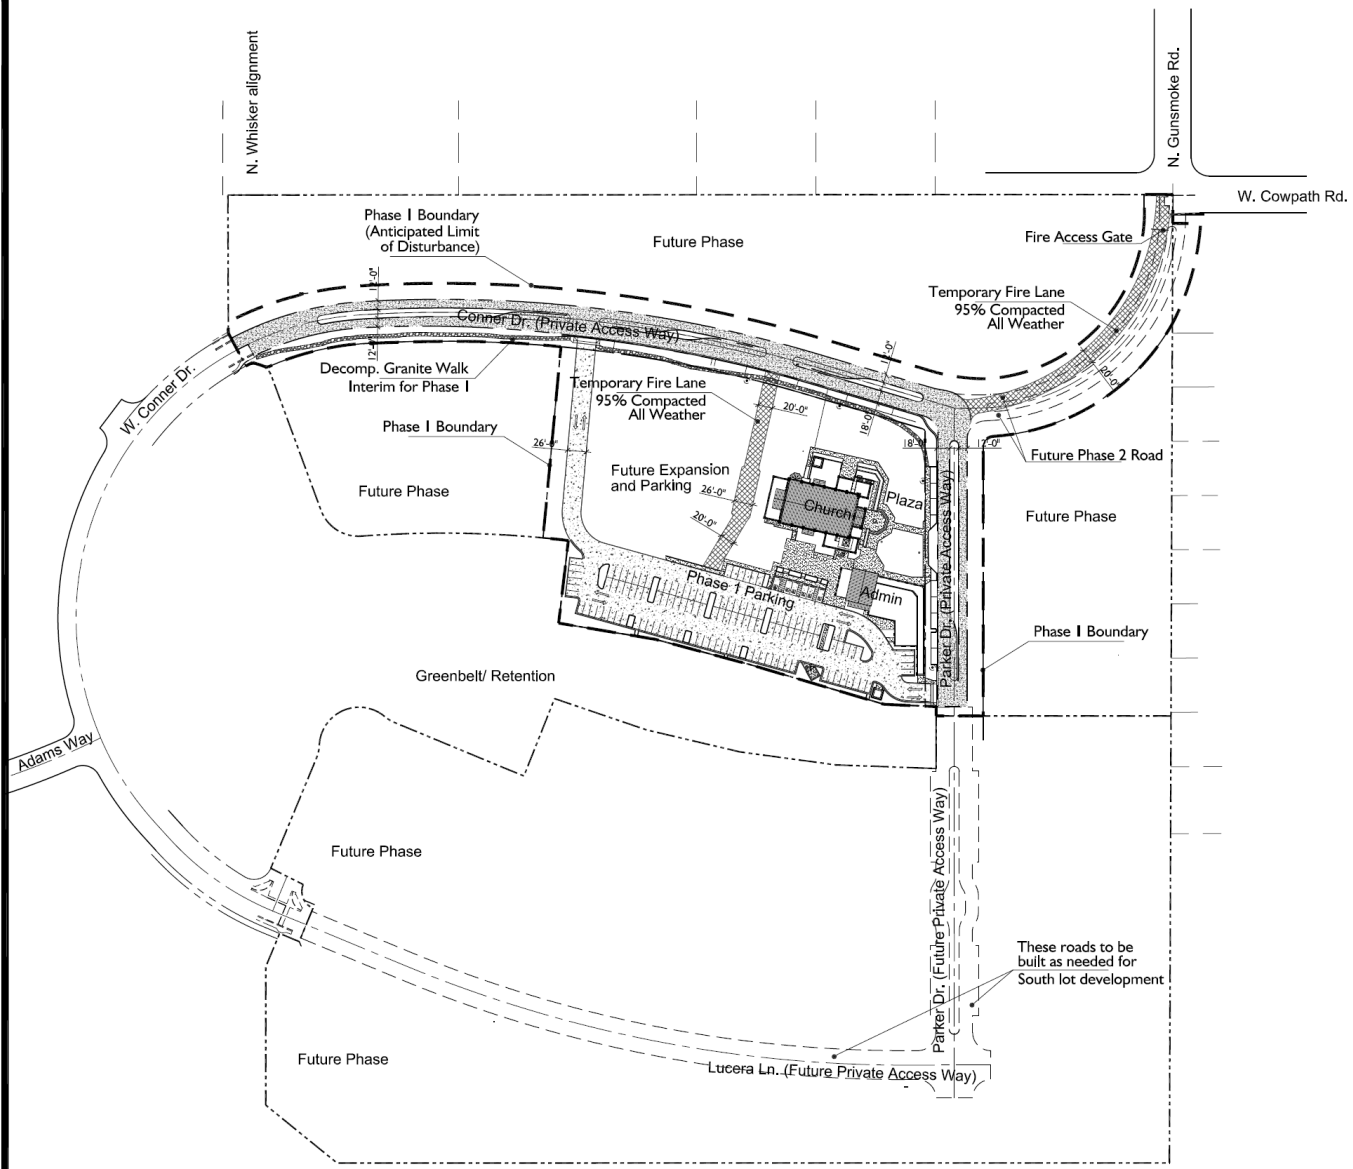 N. Whisker alignment
N. Gunsmoke Rd.
W. Cowpath Rd.
Phase 1 Boundary
(Anticipated Limit
of Disturbance)
Future Phase
Fire Access Gate
Temporary Fire Lane
95% Compacted
All Weather
12'-0"
Conner Dr. (Private Access Way)
12'-0"
Decomp. Granite Walk
Interim for Phase 1
W. Conner Dr.
Temporary Fire Lane
95% Compacted
All Weather
20'-0"
18'-0"
20'-0"
18'-0"
12'-0"
Phase 1 Boundary
26'-0"
Future Phase 2 Road
Future Expansion
and Parking
Future Phase
26'-0"
20'-0"
Church
Plaza
Future Phase
Phase 1 Parking
Admin
Parker Dr. (Private Access Way)
Phase 1 Boundary
Greenbelt/ Retention
Adams Way
Future Phase
Parker Dr. (Future Private Access Way)
These roads to be
built as needed for
South lot development
Future Phase
Lucera Ln. (Future Private Access Way)